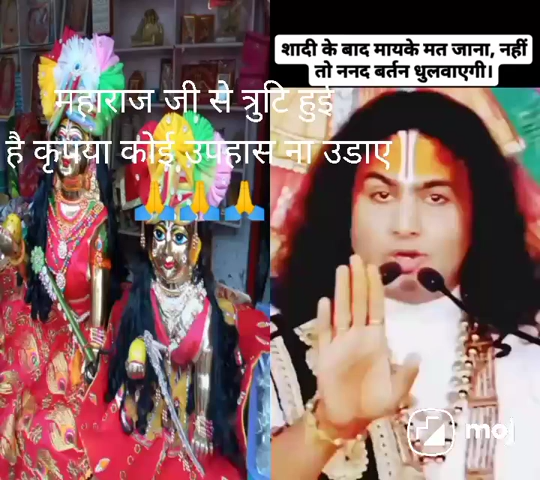 शादी के बाद मायके मत जाना, नहीं
तो ननद बर्तन धुलवाएगी।
महाराज जी से त्रुटि हुई
है कृपया कोई उपहास ना उडाए
🙏🙏🙏
moj